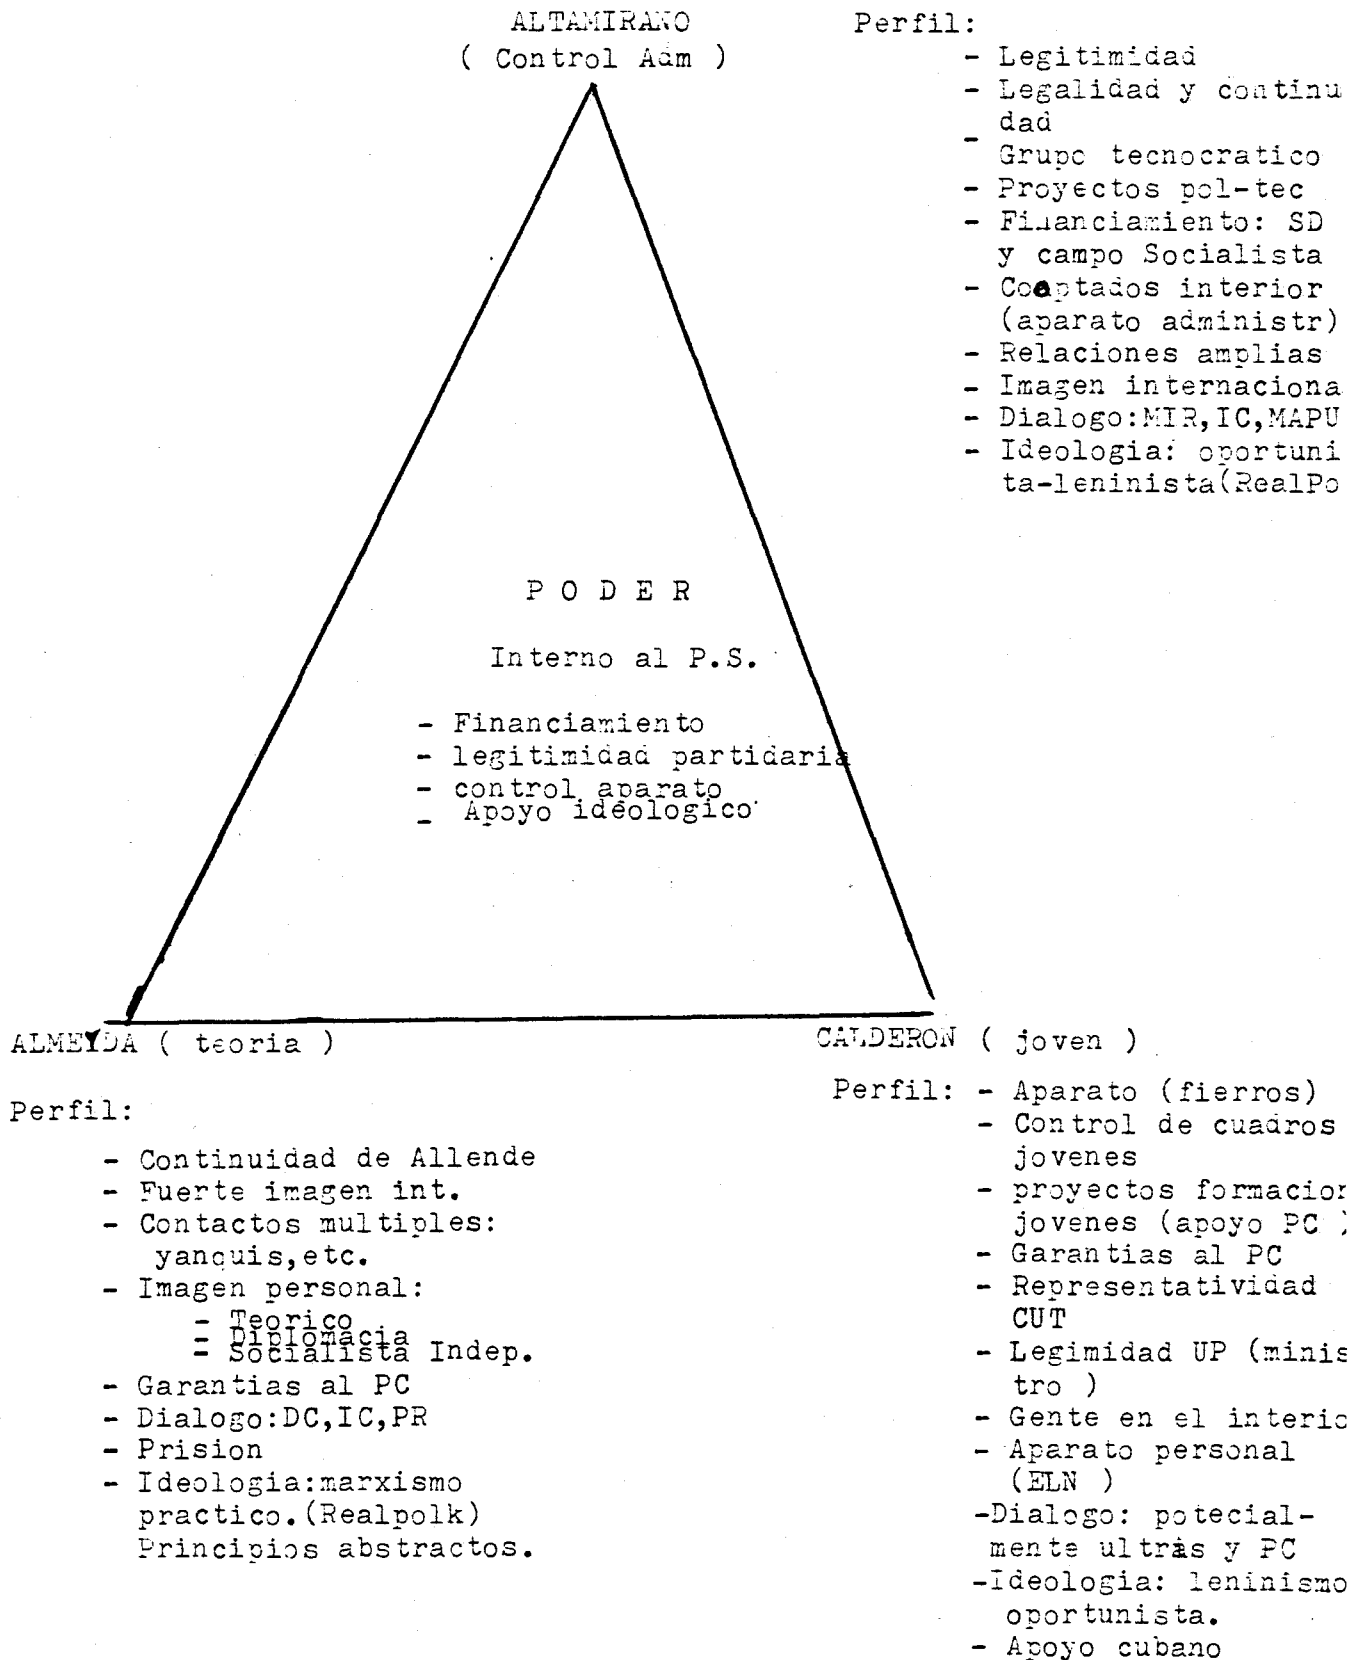 ALTAMIRANO
( Control Adm )
Perfil:
- Legitimidad
- Legalidad y continu
dad
- Grupo tecnocratico
- Proyectos pol-tec
- Financiamiento: SD
y campo Socialista
- Cooptados interior
(aparato administr)
- Relaciones amplias
- Imagen internaciona
- Dialogo:MIR,IC,MAPU
- Ideologia: oportuni
ta-leninista(RealPo
P O D E R
Interno al P.S.
- Financiamiento
- legitimidad partidaria
- control aparato
- Apoyo ideologico
ALMEYDA ( teoria )
Perfil:
- Continuidad de Allende
- Fuerte imagen int.
- Contactos multiples:
yanquis,etc.
- Imagen personal:
- Teorico
- Diplomacia
- Socialista Indep.
- Garantias al PC
- Dialogo:DC,IC,PR
- Prision
- Ideologia:marxismo
practico.(Realpolk)
Principios abstractos.
CALDERON ( joven )
Perfil: - Aparato (fierros)
- Control de cuadros
jovenes
- proyectos formacion
jovenes (apoyo PC )
- Garantias al PC
- Representatividad
CUT
- Legimidad UP (minis
tro )
- Gente en el interio
- Aparato personal
(ELN )
-Dialogo: potecial-
mente ultras y PC
-Ideologia: leninismo
oportunista.
- Apoyo cubano